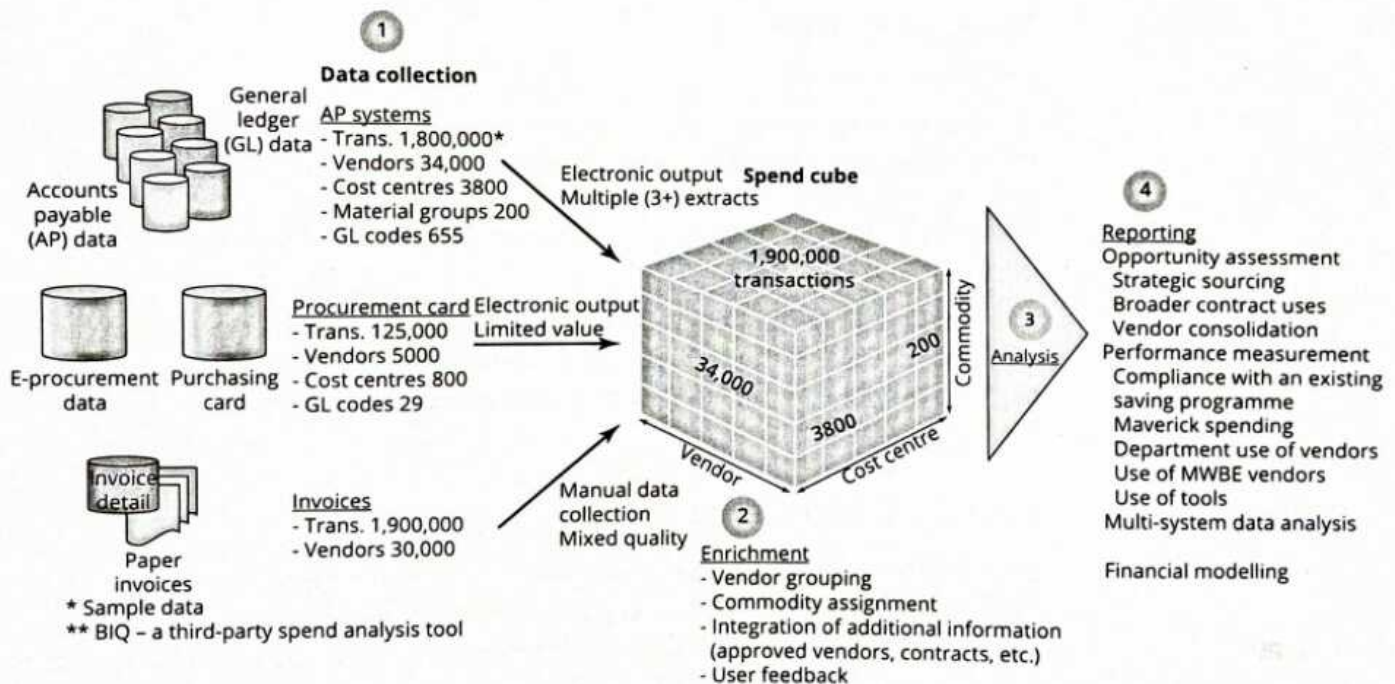 1
Data collection
General
ledger
(GL) data
Accounts
payable
(AP) data
AP systems
- Trans. 1,800,000*
- Vendors 34,000
- Cost centres 3800
- Material groups 200
- GL codes 655
Electronic output
Multiple (3+) extracts
Spend cube
E-procurement
data
Purchasing
card
Procurement card
- Trans. 125,000
- Vendors 5000
- Cost centres 800
- GL codes 29
Electronic output
Limited value
Invoice
detail
Paper
invoices
Invoices
- Trans. 1,900,000
- Vendors 30,000
Manual data
collection
Mixed quality
1,900,000
transactions
34,000
200
3800
Vendor
Cost centre
Commodity
2
Enrichment
- Vendor grouping
- Commodity assignment
- Integration of additional information
(approved vendors, contracts, etc.)
- User feedback
3
Analysis
4
Reporting
Opportunity assessment
Strategic sourcing
Broader contract uses
Vendor consolidation
Performance measurement
Compliance with an existing
saving programme
Maverick spending
Department use of vendors
Use of MWBE vendors
Use of tools
Multi-system data analysis
Financial modelling
* Sample data
** BIQ – a third-party spend analysis tool